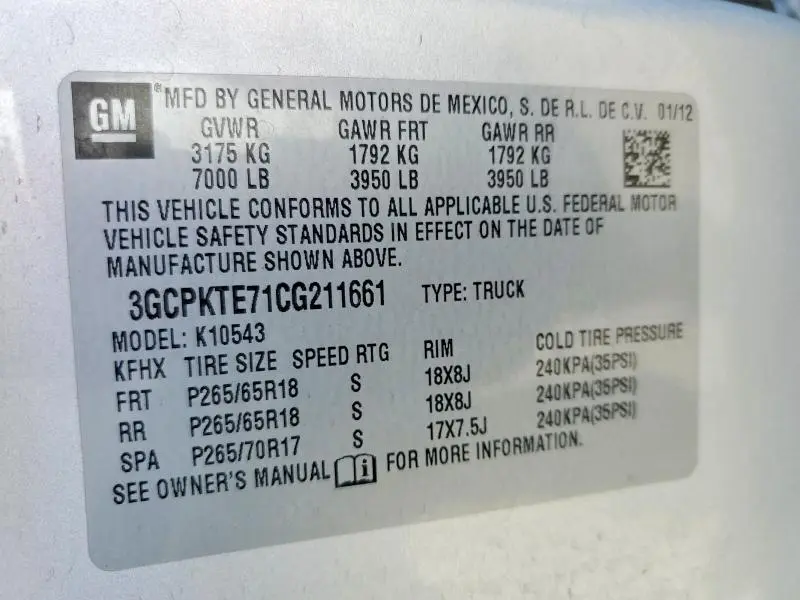 GM ® MFD BY GENERAL MOTORS DE MEXICO, S. DE R.L. DE C.V. 01/12
GVWR GAWR FRT GAWR RR
3175 KG 1792 KG 1792 KG
7000 LB 3950 LB 3950 LB
THIS VEHICLE CONFORMS TO ALL APPLICABLE U.S. FEDERAL MOTOR
VEHICLE SAFETY STANDARDS IN EFFECT ON THE DATE OF
MANUFACTURE SHOWN ABOVE.
3GCPKTE71CG211661 TYPE: TRUCK
MODEL: K10543
KFHX TIRE SIZE SPEED RTG RIM COLD TIRE PRESSURE
FRT P265/65R18 S 18X8J 240KPA(35PSI)
RR P265/65R18 S 18X8J 240KPA(35PSI)
SPA P265/70R17 S 17X7.5J 240KPA(35PSI)
SEE OWNER'S MANUAL i FOR MORE INFORMATION.